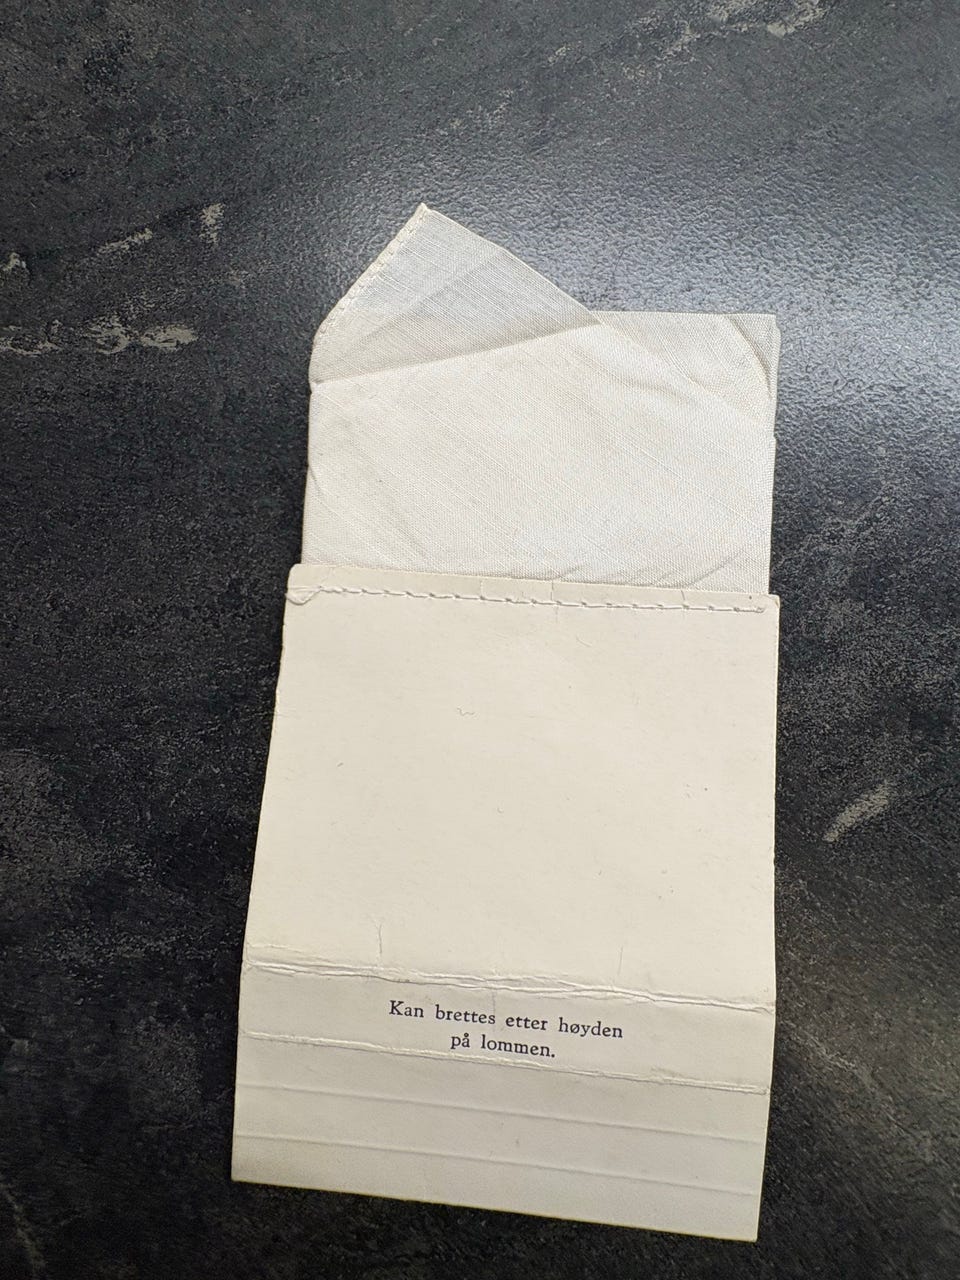 Kan brettes etter høyden
på lommen.